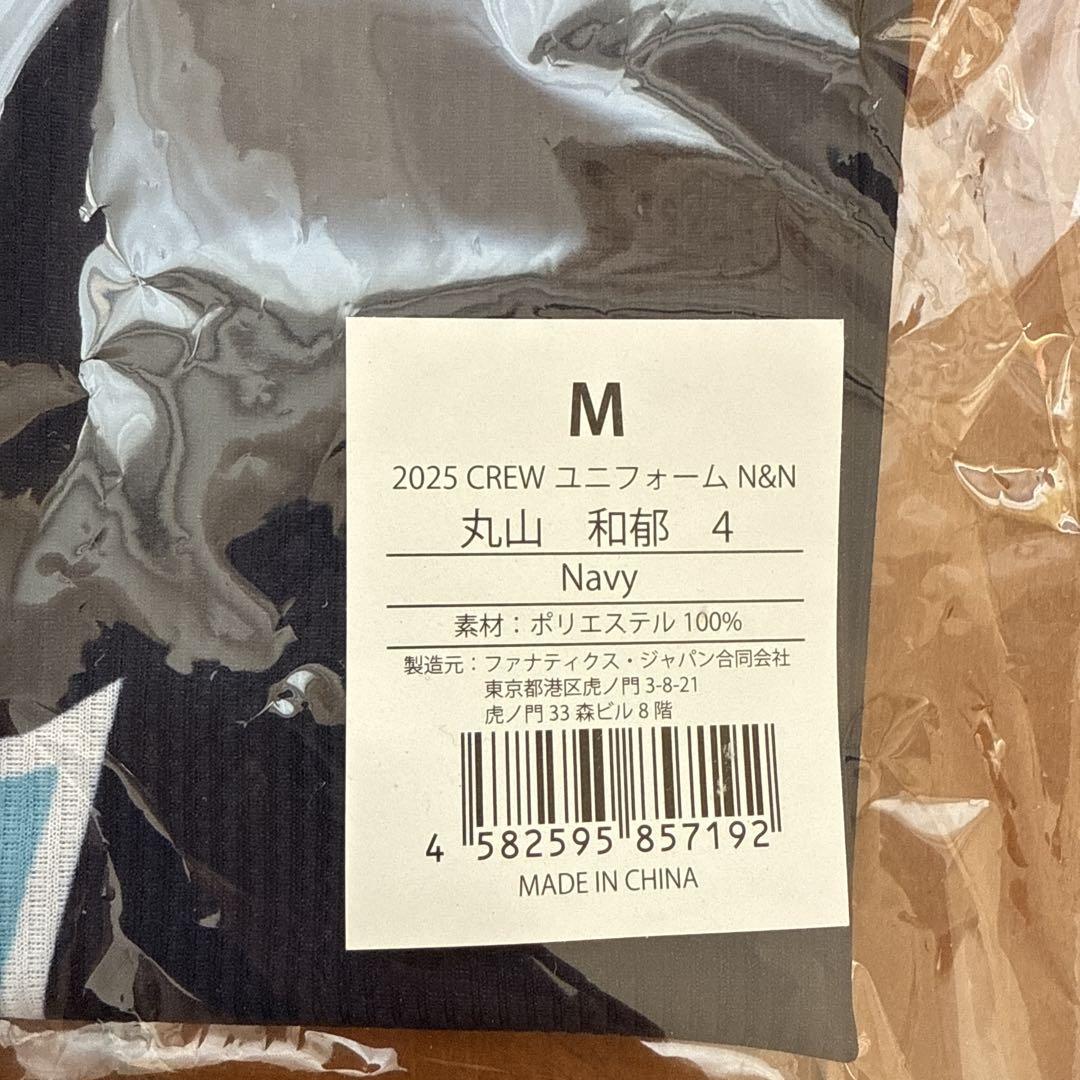 M
2025 CREW ユニフォーム N&N
丸山　和郁　4
Navy
素材：ポリエステル 100%
製造元：ファナティクス・ジャパン合同会社
東京都港区虎ノ門 3-8-21
虎ノ門 33 森ビル 8 階
4 582595 857192
MADE IN CHINA